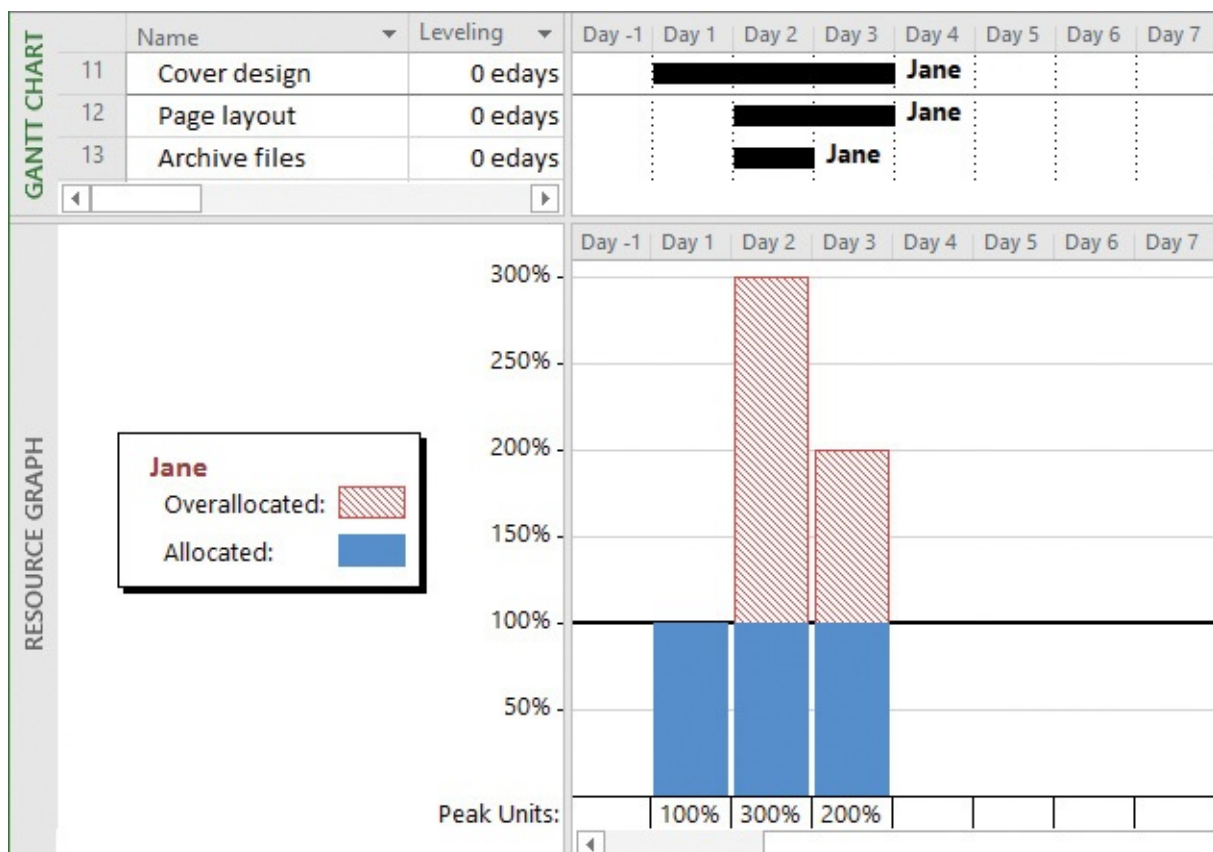 GANTT CHART
Name Leveling Day -1 Day 1 Day 2 Day 3 Day 4 Day 5 Day 6 Day 7
11 Cover design 0 edays Jane
12 Page layout 0 edays Jane
13 Archive files 0 edays Jane
RESOURCE GRAPH
Day -1 Day 1 Day 2 Day 3 Day 4 Day 5 Day 6 Day 7
300%
250%
200%
150%
100%
50%
Jane
Overallocated:
Allocated:
Peak Units: 100% 300% 200%